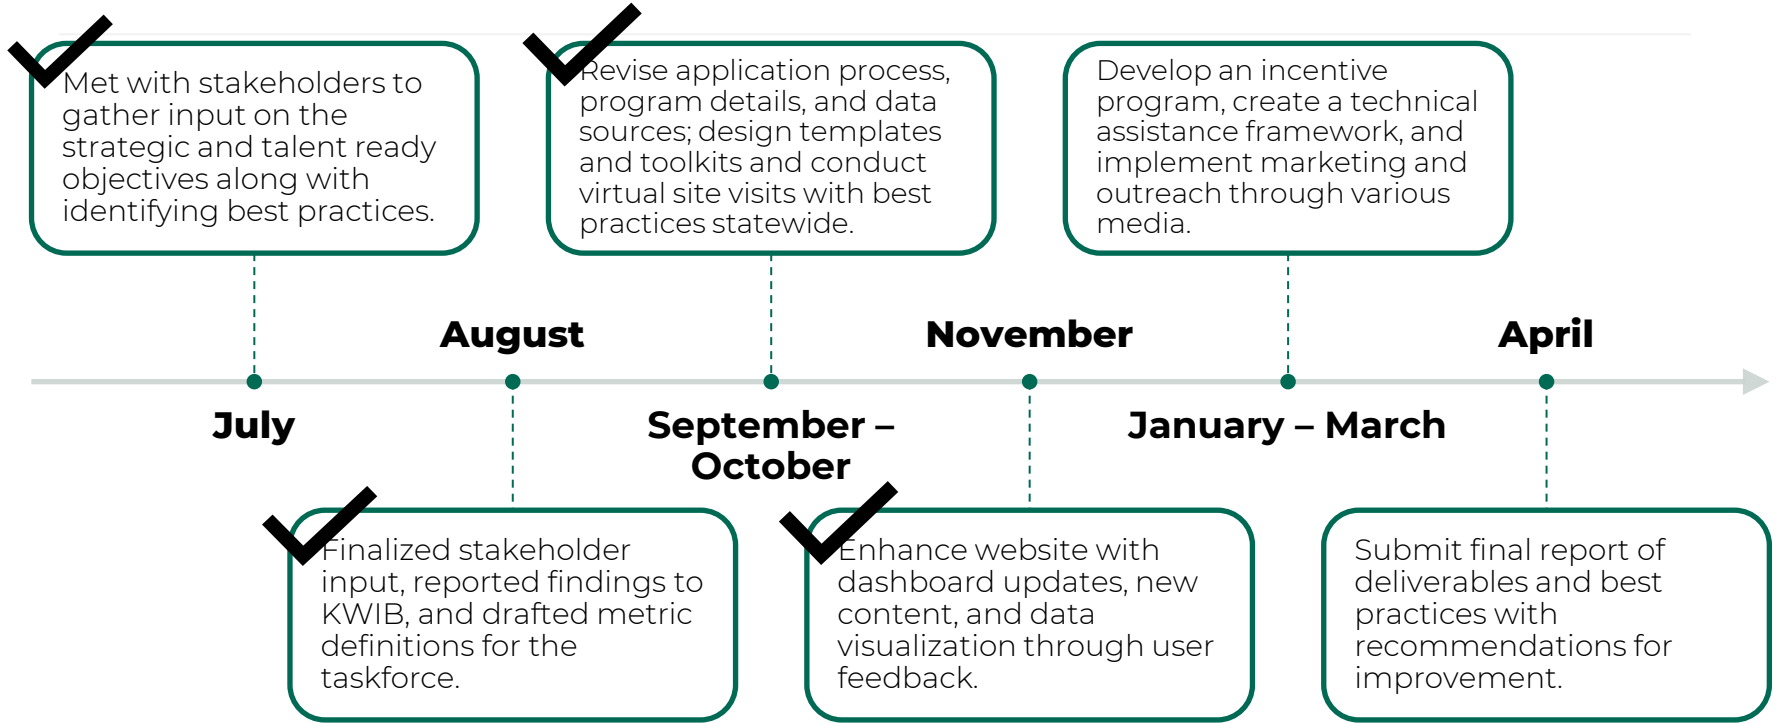 Met with stakeholders to
gather input on the
strategic and talent ready
objectives along with
identifying best practices.
Revise application process,
program details, and data
sources; design templates
and toolkits and conduct
virtual site visits with best
practices statewide.
Develop an incentive
program, create a technical
assistance framework, and
implement marketing and
outreach through various
media.
August
November
April
July
September –
October
January – March
Finalized stakeholder
input, reported findings to
KWIB, and drafted metric
definitions for the
taskforce.
Enhance website with
dashboard updates, new
content, and data
visualization through user
feedback.
Submit final report of
deliverables and best
practices with
recommendations for
improvement.